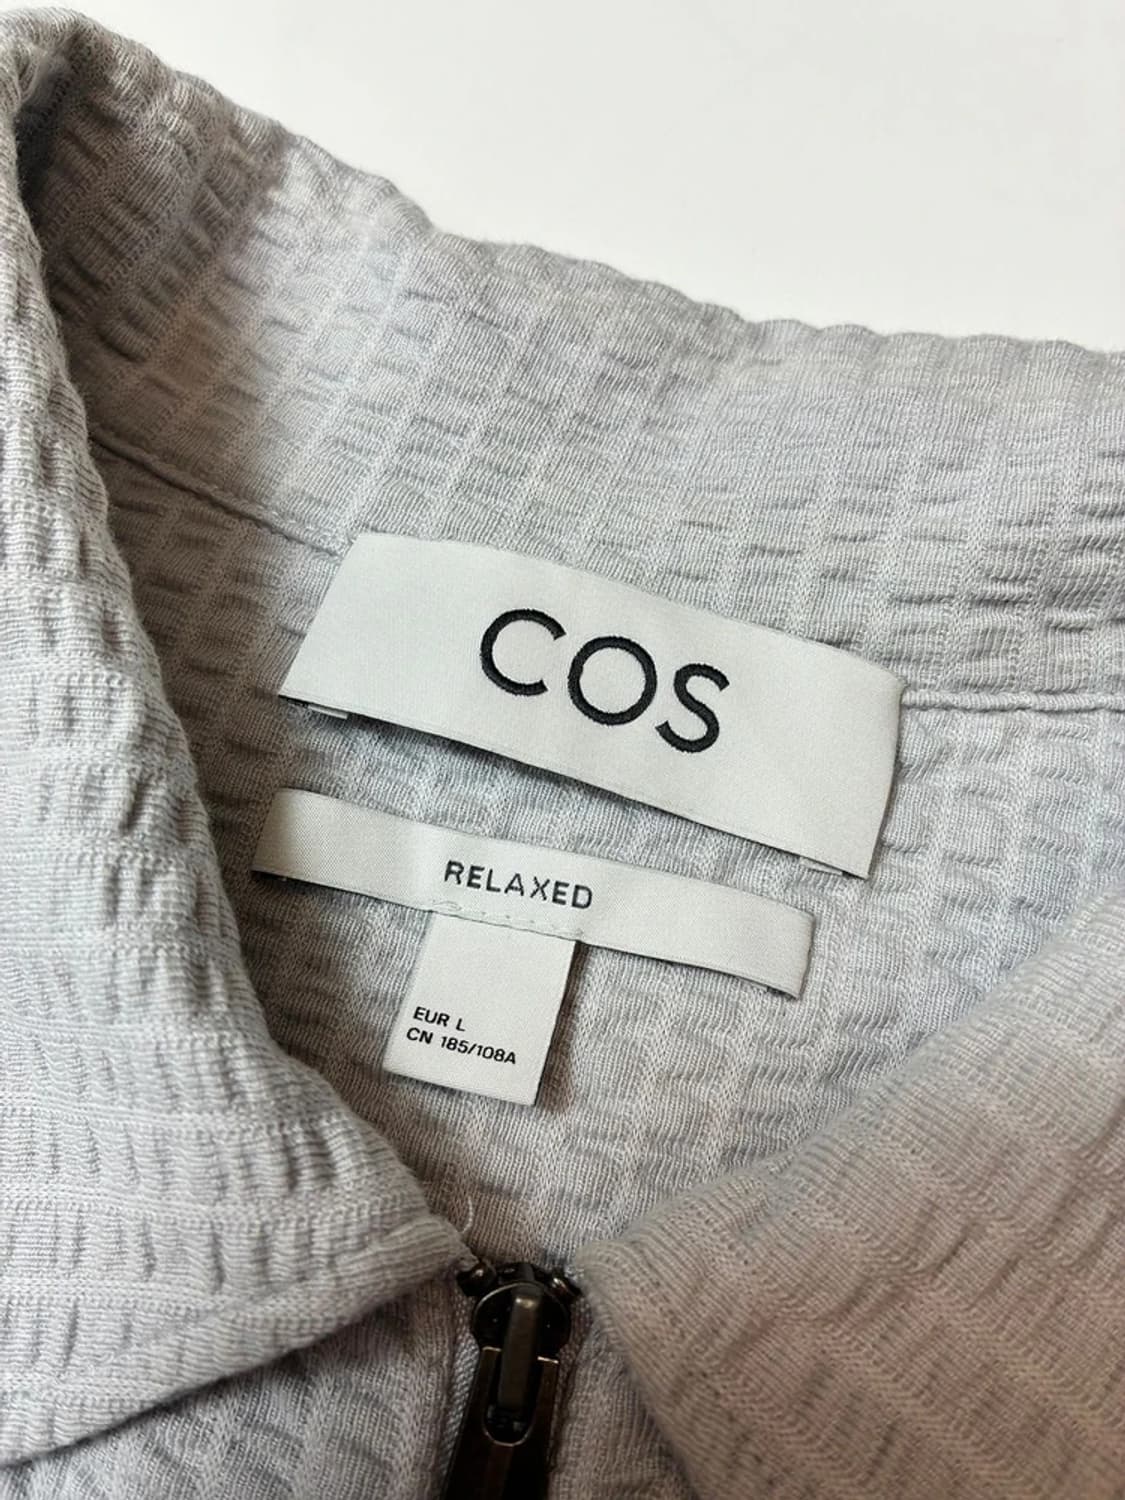 COS
RELAXED
EUR L
CN 185/108A